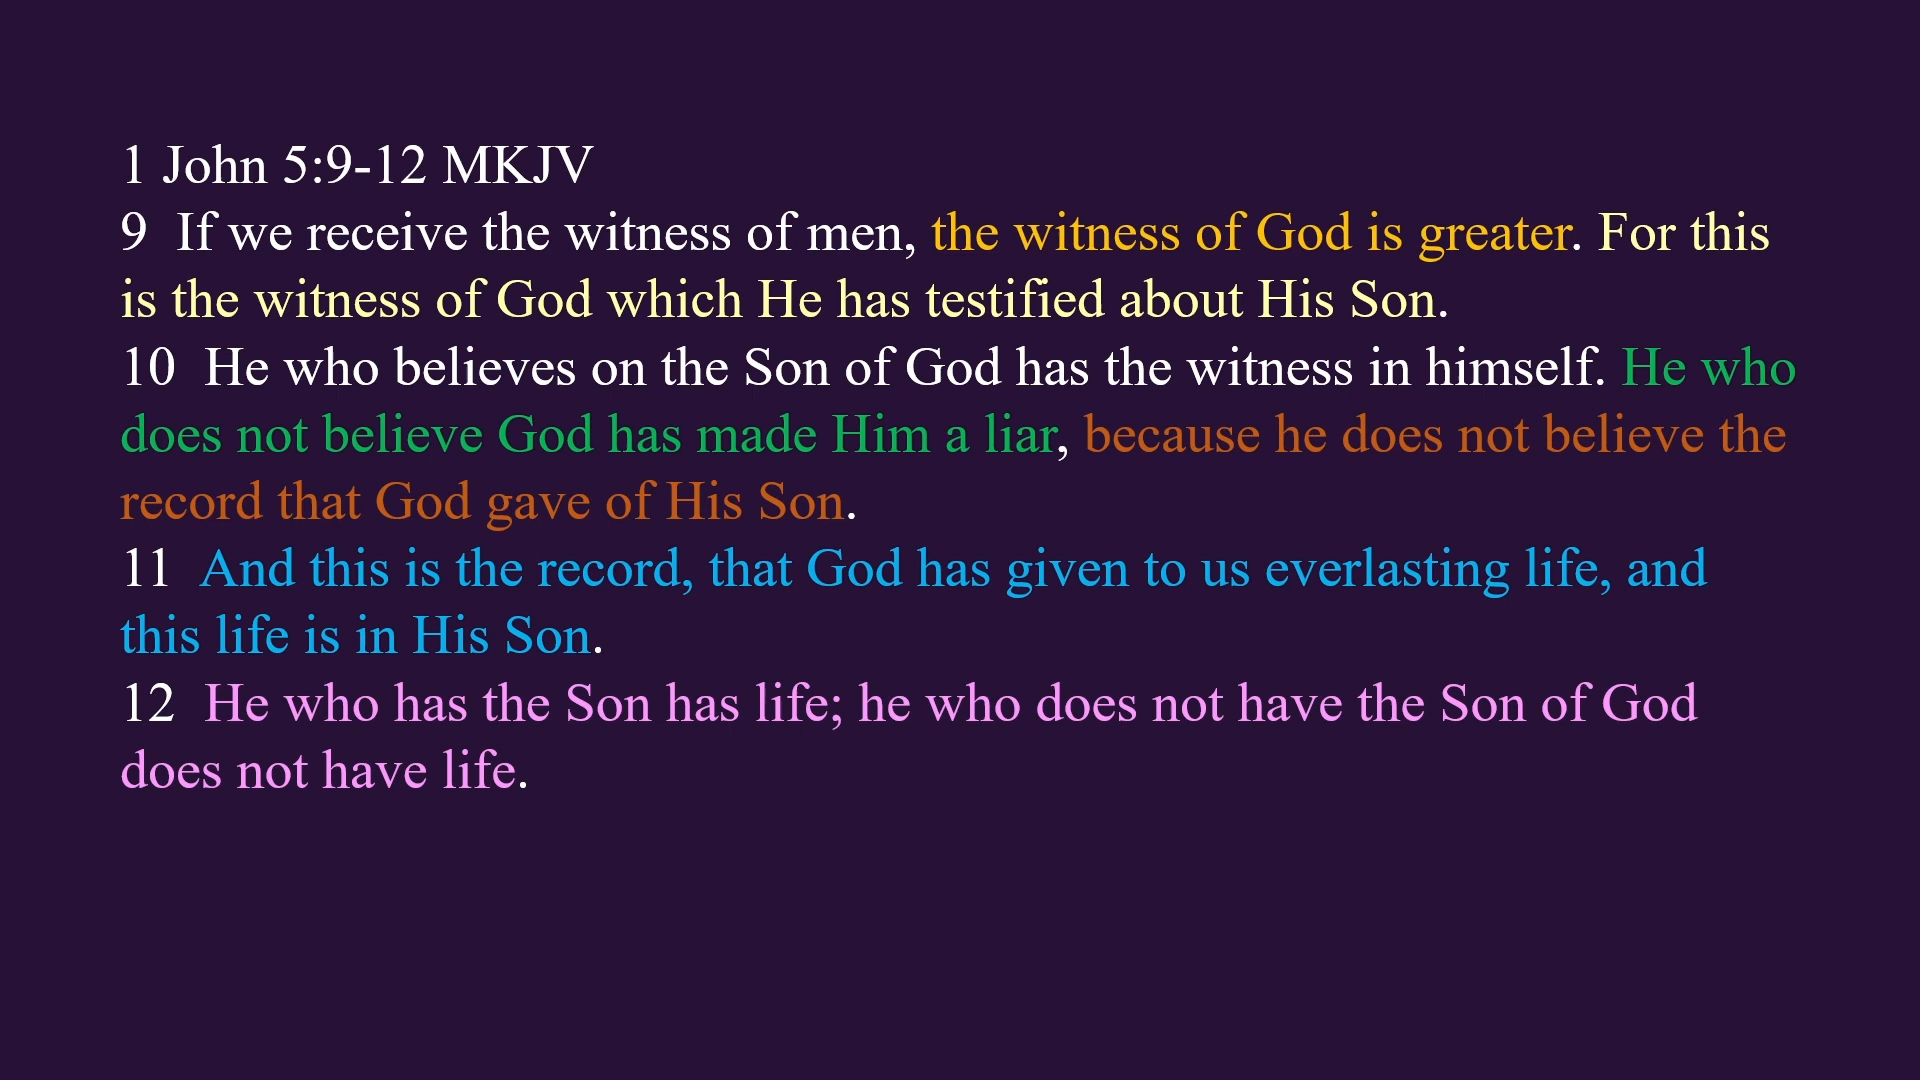 1 John 5:9-12 MKJV
9  If we receive the witness of men, the witness of God is greater. For this
is the witness of God which He has testified about His Son.
10  He who believes on the Son of God has the witness in himself. He who
does not believe God has made Him a liar, because he does not believe the
record that God gave of His Son.
11  And this is the record, that God has given to us everlasting life, and
this life is in His Son.
12  He who has the Son has life; he who does not have the Son of God
does not have life.